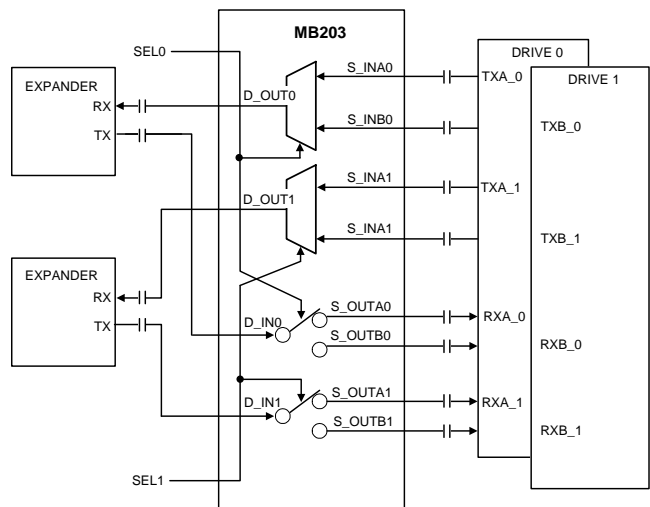 MB203
SEL0
DRIVE 0
S_INA0
TXA_0
DRIVE 1
EXPANDER
D_OUT0
RX
S_INB0
TXB_0
TX
S_INA1
TXA_1
D_OUT1
S_INA1
TXB_1
EXPANDER
RX
S_OUTA0
RXA_0
TX
D_IN0
S_OUTB0
RXB_0
S_OUTA1
D_IN1
RXA_1
S_OUTB1
RXB_1
SEL1